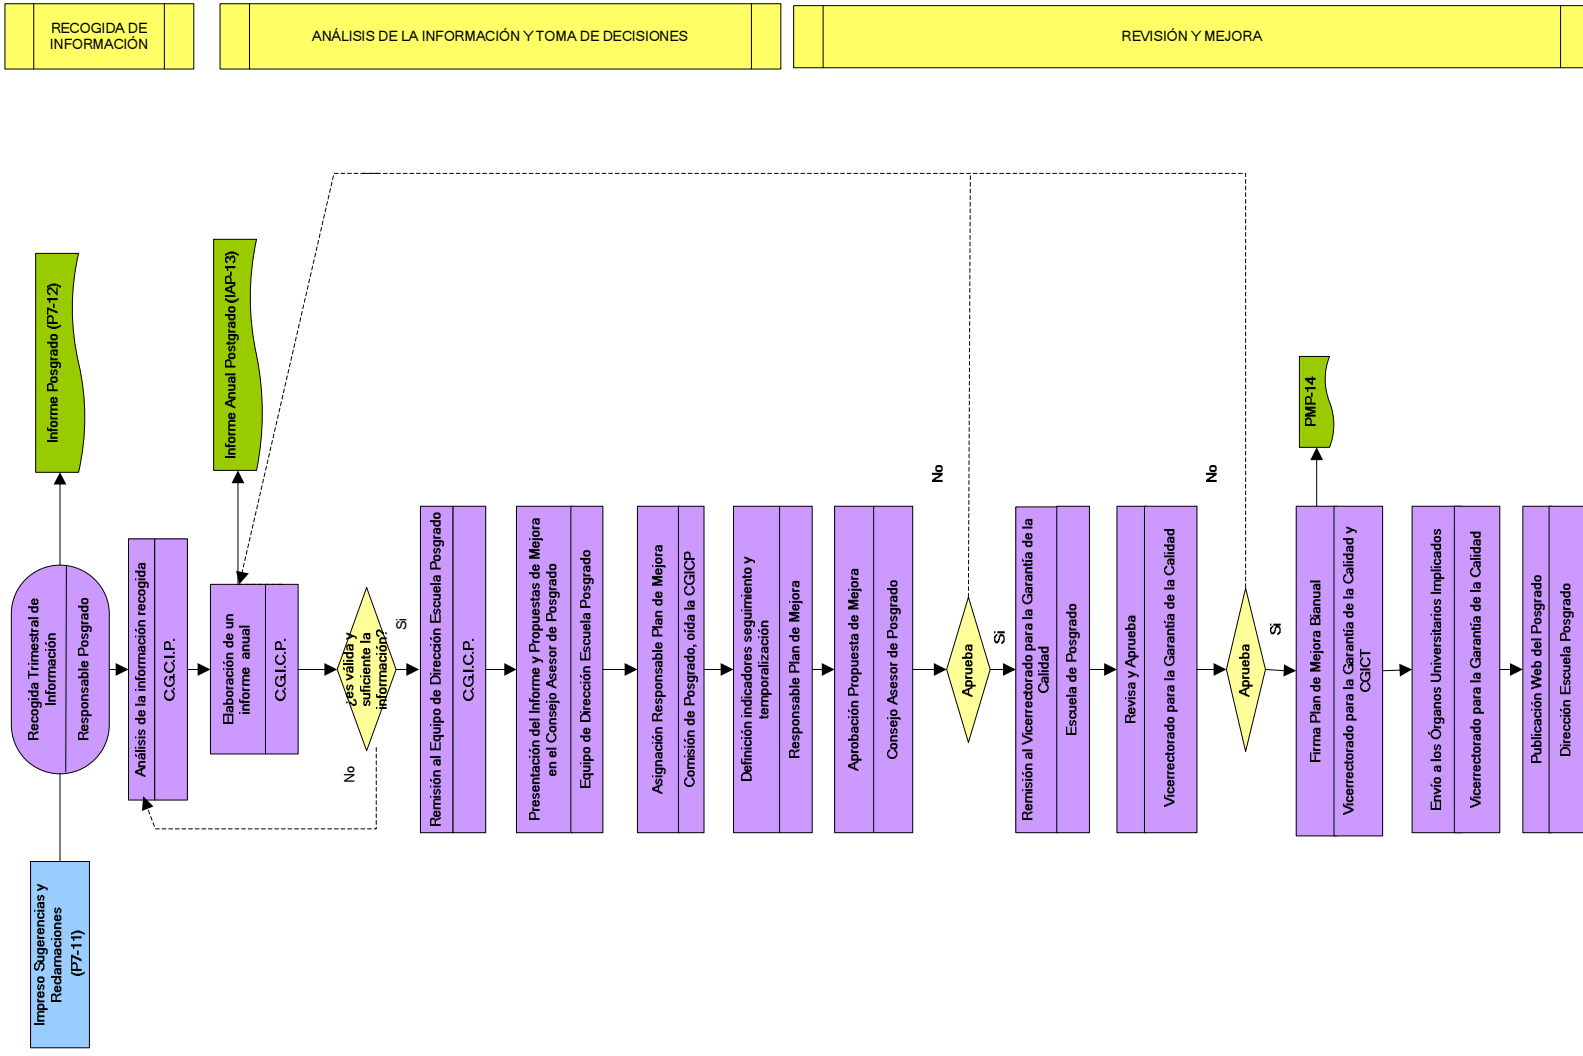 RECOGIDA DE
INFORMACIÓN
ANÁLISIS DE LA INFORMACIÓN Y TOMA DE DECISIONES
REVISIÓN Y MEJORA
Informe Posgrado (P7-12)
Recogida Trimestral de
Información
Responsable Posgrado
Impreso Sugerencias y
Reclamaciones
(P7-11)
Análisis de la información recogida
C.G.C.I.P.
Informe Anual Postgrado (IAP-13)
Elaboración de un
informe anual
C.G.I.C.P.
¿es válida y
suficiente la
información?
Si
No
Remisión al Equipo de Dirección Escuela Posgrado
C.G.I.C.P.
Presentación del Informe y Propuestas de Mejora
en el Consejo Asesor de Posgrado
Equipo de Dirección Escuela Posgrado
Asignación Responsable Plan de Mejora
Comisión de Posgrado, oída la CGICP
Definición indicadores seguimiento y
temporalización
Responsable Plan de Mejora
Aprobación Propuesta de Mejora
Consejo Asesor de Posgrado
No
Aprueba
Si
Remisión al Vicerrectorado para la Garantía de la
Calidad
Escuela de Posgrado
Revisa y Aprueba
Vicerrectorado para la Garantía de la Calidad
No
Aprueba
Si
PMP-14
Firma Plan de Mejora Bianual
Vicerrectorado para la Garantía de la Calidad y
CGICT
Envío a los Órganos Universitarios Implicados
Vicerrectorado para la Garantía de la Calidad
Publicación Web del Posgrado
Dirección Escuela Posgrado